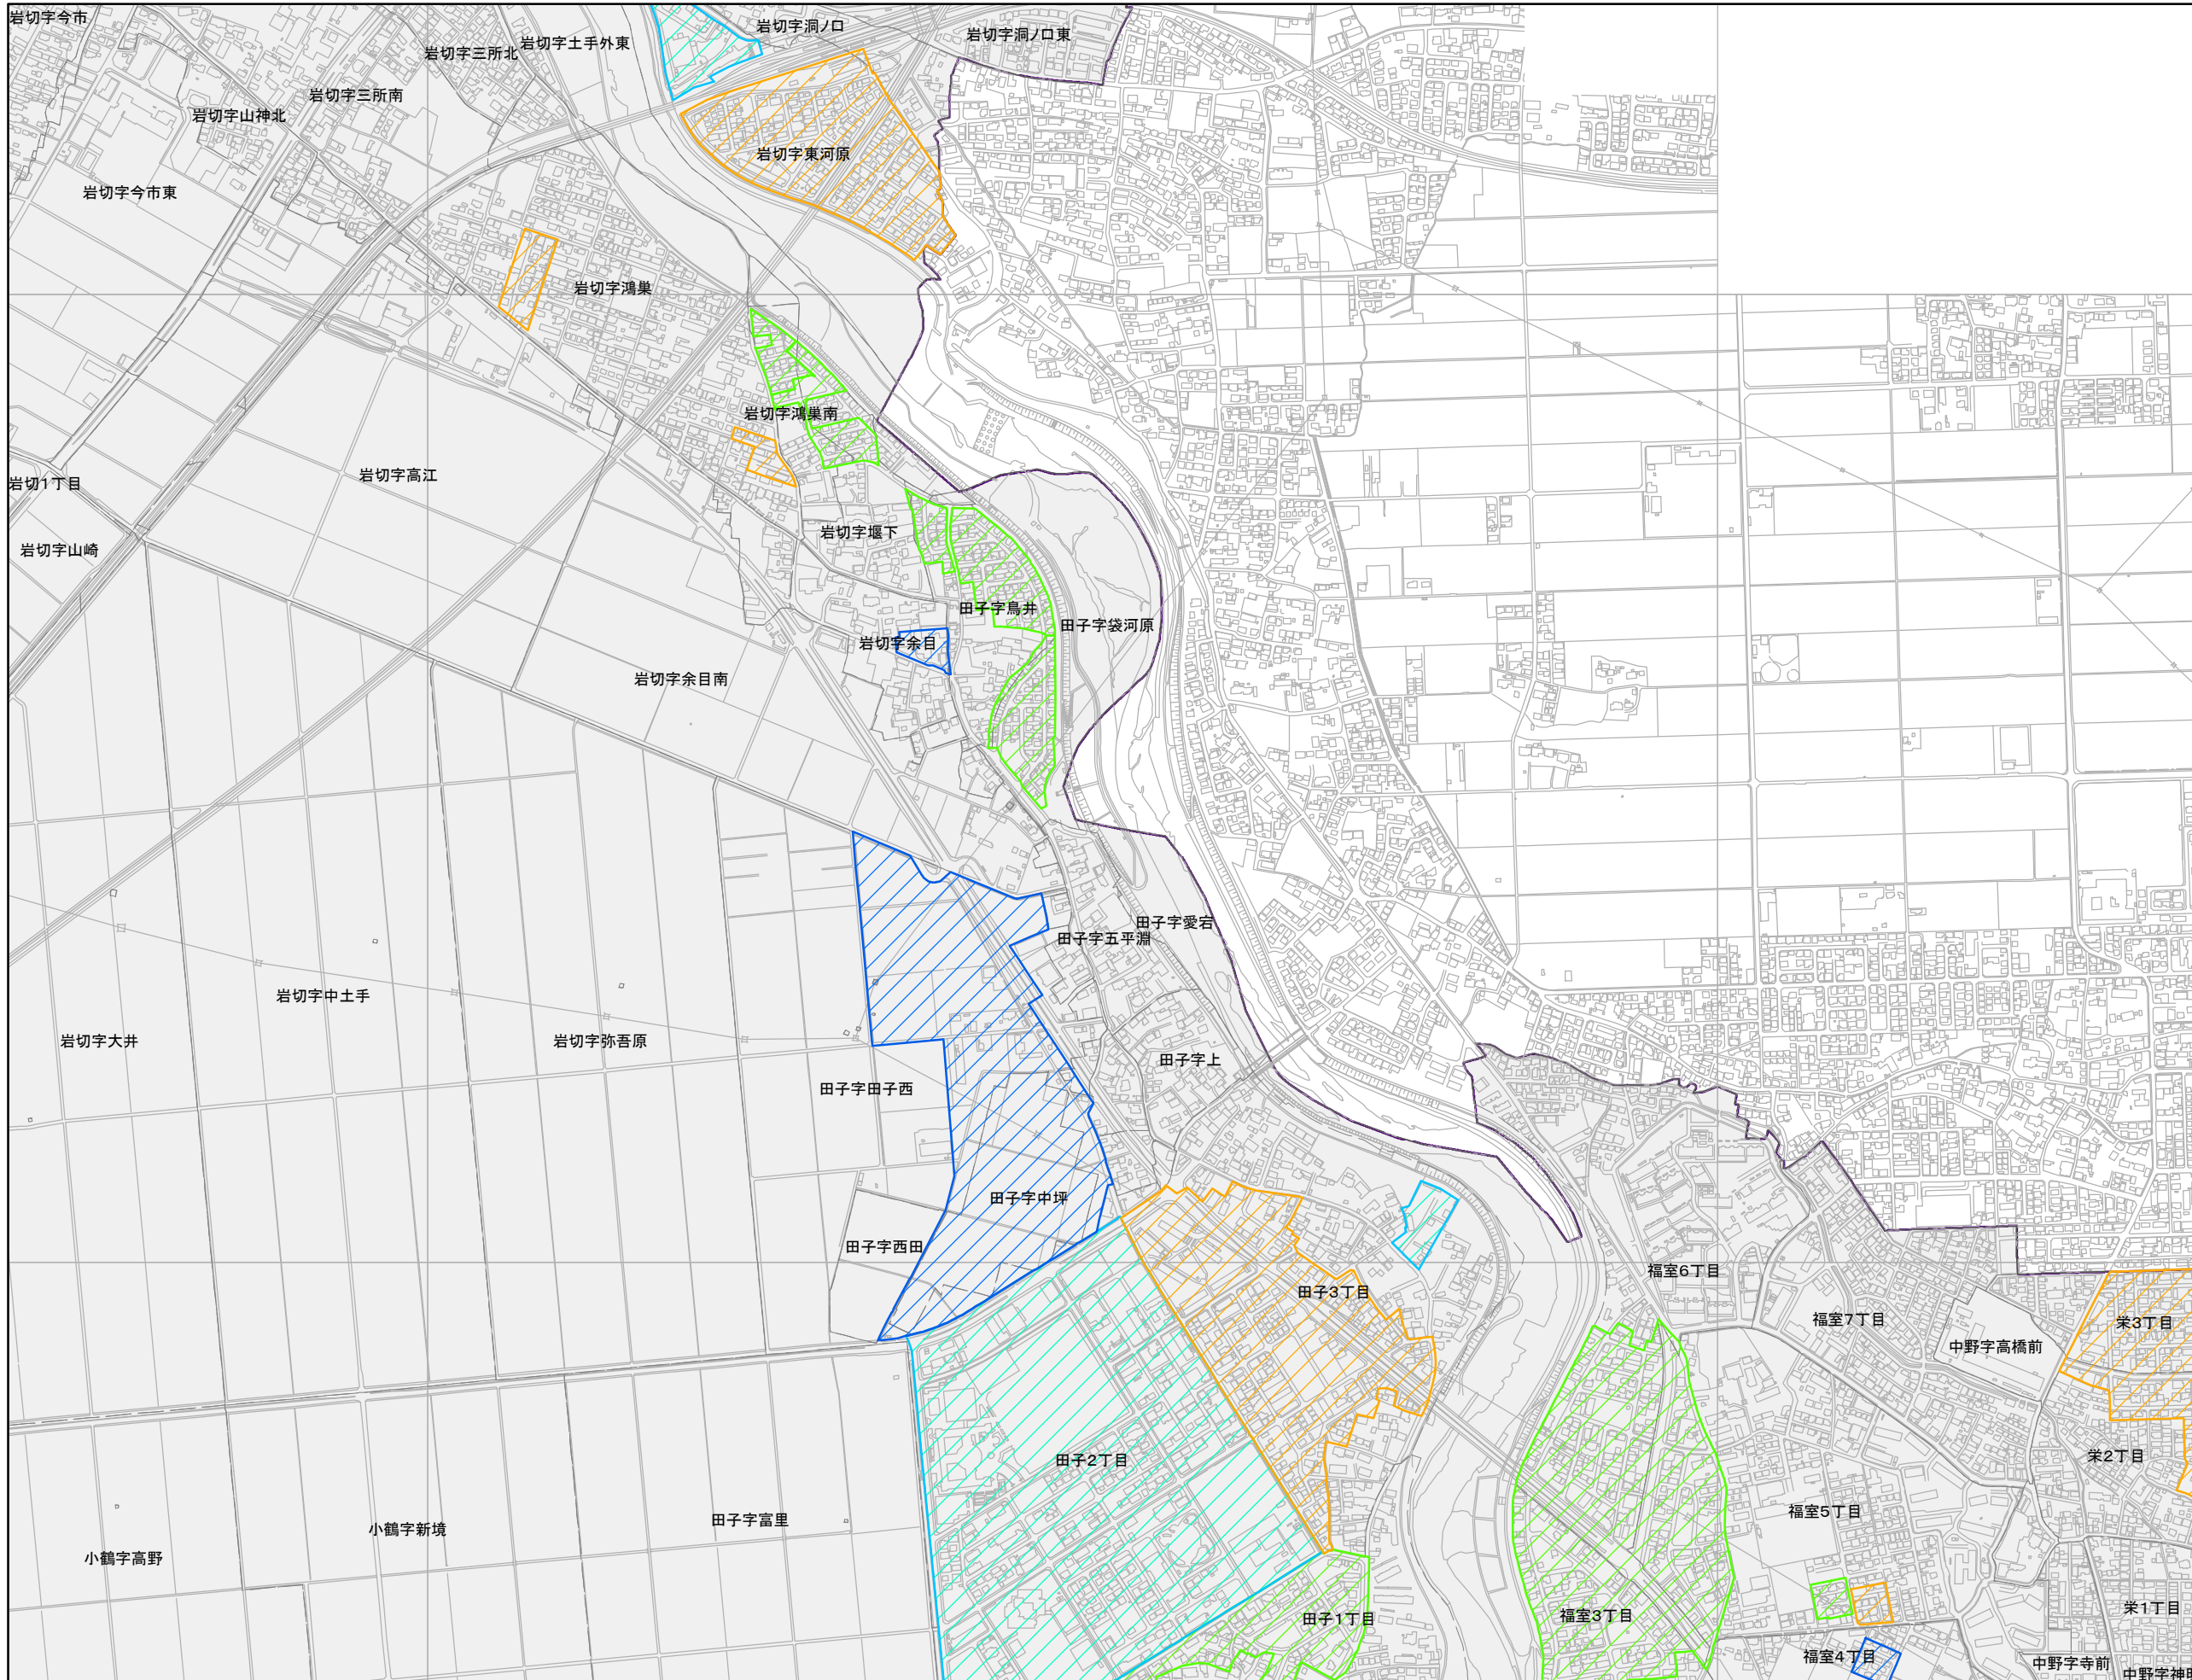 岩切字今市
岩切字洞ノ口
岩切字土手外東
岩切字洞ノ口東
岩切字三所北
岩切字三所南
岩切字山神北
岩切字東河原
岩切字今市東
岩切字鴻巣
岩切字鴻巣南
岩切字高江
岩切1丁目
岩切字堰下
岩切字山崎
田子字鳥井
田子字袋河原
岩切字余目
岩切字余目南
田子字愛宕
田子字五平淵
岩切字中土手
岩切字大井
岩切字弥吾原
田子字上
田子字田子西
田子字中坪
田子字西田
福室6丁目
田子3丁目
福室7丁目
栄3丁目
中野字高橋前
栄2丁目
田子2丁目
福室5丁目
田子字富里
小鶴字新境
小鶴字高野
栄1丁目
福室3丁目
田子1丁目
福室4丁目
中野字寺前
中野字神明